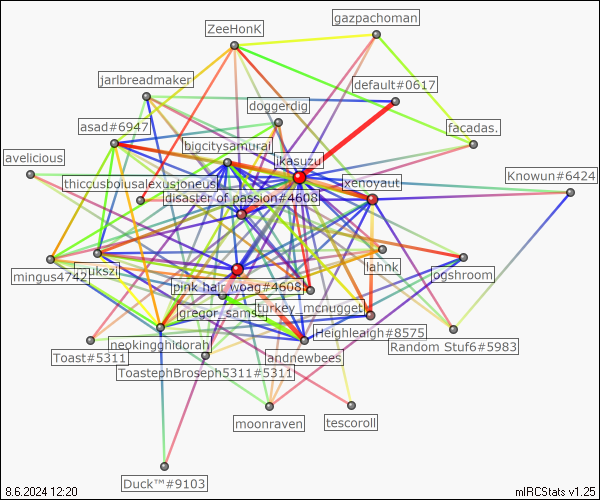 ZeeHonK
gazpachoman
jarlbreadmaker
default#0617
doggerdig
asad#6947
facadas.
bigcitysamurai
avelicious
ikasuzu
Knowun#6424
thiccusboiusalexusjoneus
xenoyaut
disaster of passion#4608
mingus4742
lahnk
ogshroom
pink hair woag#4608
gregor_samsa
turkey_mcnugget
Heighleigh#8575
neokingghidorah
Random Stuf6#5983
Toast#5311
andnewbees
ToastephBroseph5311#5311
moonraven
tescoroll
Duck™#9103
8.6.2024 12:20
mIRCStats v1.25